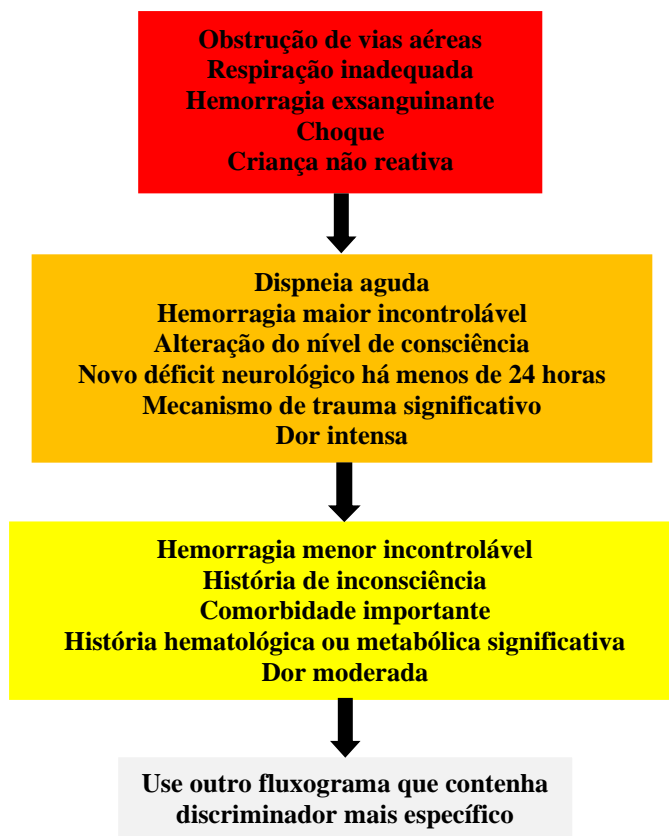 Obstrução de vias aéreas
Respiração inadequada
Hemorragia exsanguinante
Choque
Criança não reativa
Dispneia aguda
Hemorragia maior incontrolável
Alteração do nível de consciência
Novo déficit neurológico há menos de 24 horas
Mecanismo de trauma significativo
Dor intensa
Hemorragia menor incontrolável
História de inconsciência
Comorbidade importante
História hematológica ou metabólica significativa
Dor moderada
Use outro fluxograma que contenha
discriminador mais específico